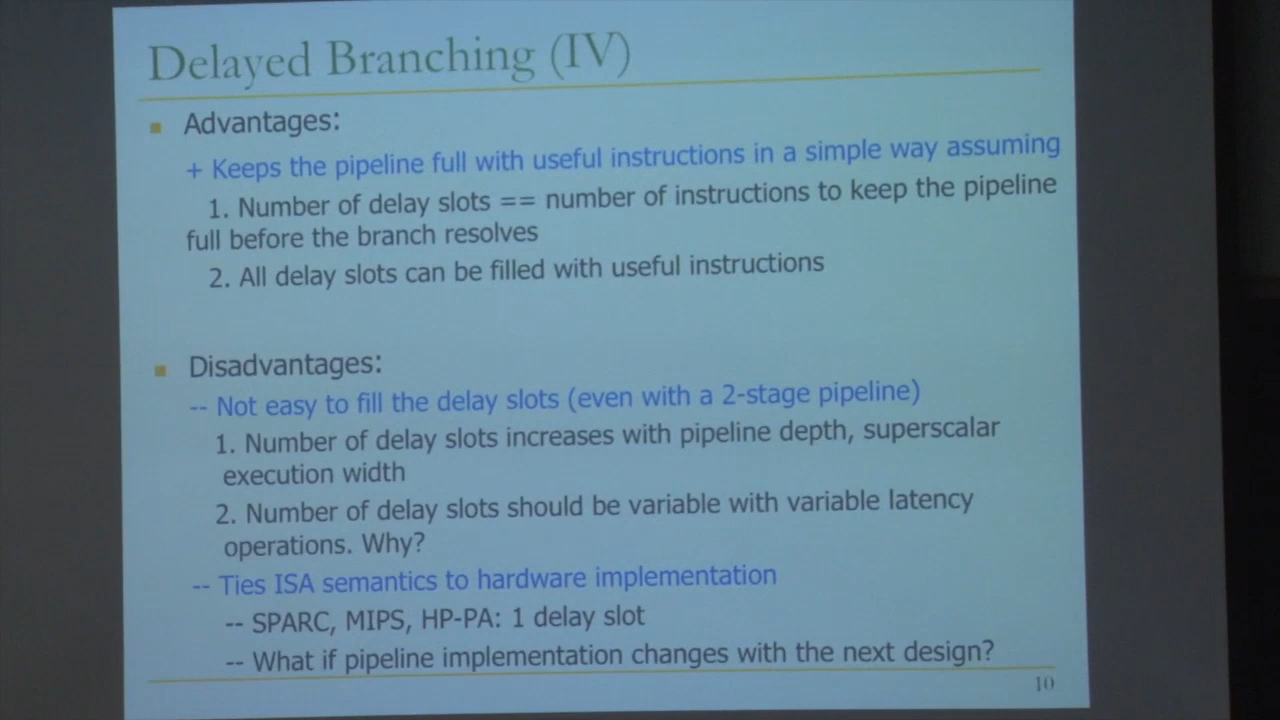 Delayed Branching (IV)
Advantages:
+ Keeps the pipeline full with useful instructions in a simple way assuming
1. Number of delay slots == number of instructions to keep the pipeline
full before the branch resolves
2. All delay slots can be filled with useful instructions
Disadvantages:
-- Not easy to fill the delay slots (even with a 2-stage pipeline)
1. Number of delay slots increases with pipeline depth, superscalar
execution width
2. Number of delay slots should be variable with variable latency
operations. Why?
-- Ties ISA semantics to hardware implementation
-- SPARC, MIPS, HP-PA: 1 delay slot
-- What if pipeline implementation changes with the next design?
10